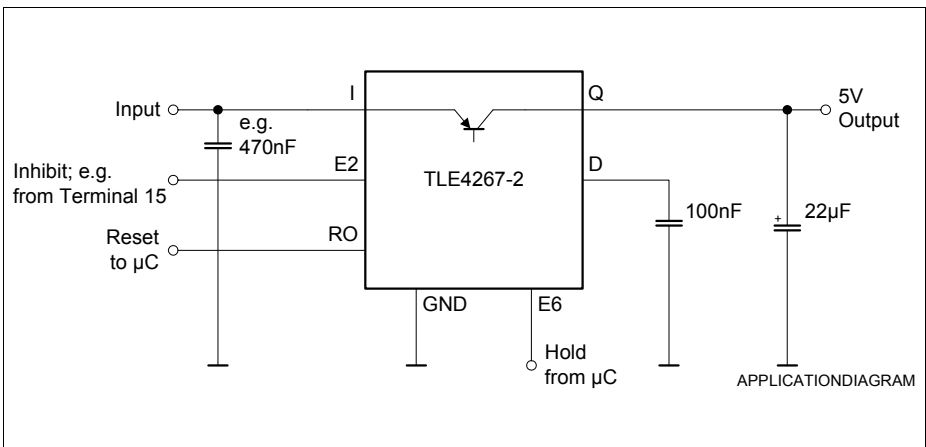 I
Q
Input
5V
Output
e.g.
470nF
Inhibit; e.g.
from Terminal 15
E2
TLE4267-2
D
100nF
+
22µF
Reset
to µC
RO
GND
E6
Hold
from µC
APPLICATIONDIAGRAM